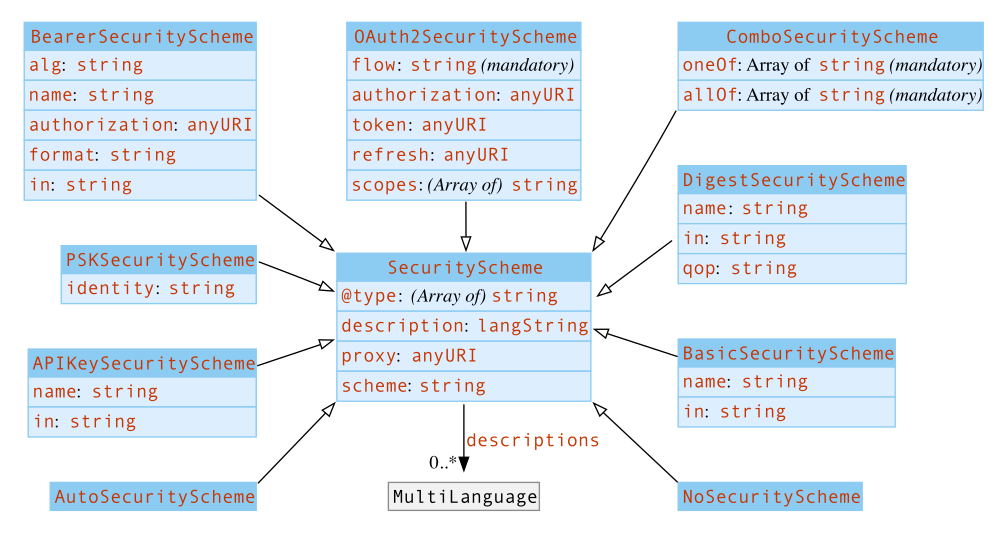 BearerSecurityScheme
alg: string
name: string
authorization: anyURI
format: string
in: string
OAuth2SecurityScheme
flow: string (mandatory)
authorization: anyURI
token: anyURI
refresh: anyURI
scopes: (Array of) string
ComboSecurityScheme
oneOf: Array of string (mandatory)
allOf: Array of string (mandatory)
DigestSecurityScheme
name: string
in: string
qop: string
PSKSecurityScheme
identity: string
SecurityScheme
@type: (Array of) string
description: langString
proxy: anyURI
scheme: string
APIKeySecurityScheme
name: string
in: string
BasicSecurityScheme
name: string
in: string
descriptions
0..*
AutoSecurityScheme
MultiLanguage
NoSecurityScheme